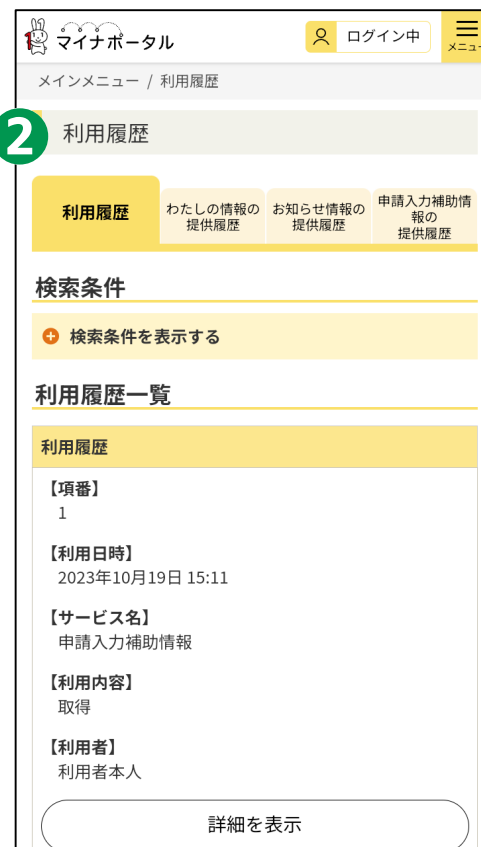 マイナポータル
ログイン中
メニュー
メインメニュー / 利用履歴
2
利用履歴
利用履歴
わたしの情報の
提供履歴
お知らせ情報の
提供履歴
申請入力補助情
報の
提供履歴
検索条件
検索条件を表示する
利用履歴一覧
利用履歴
【項番】
1
【利用日時】
2023年10月19日 15:11
【サービス名】
申請入力補助情報
【利用内容】
取得
【利用者】
利用者本人
詳細を表示